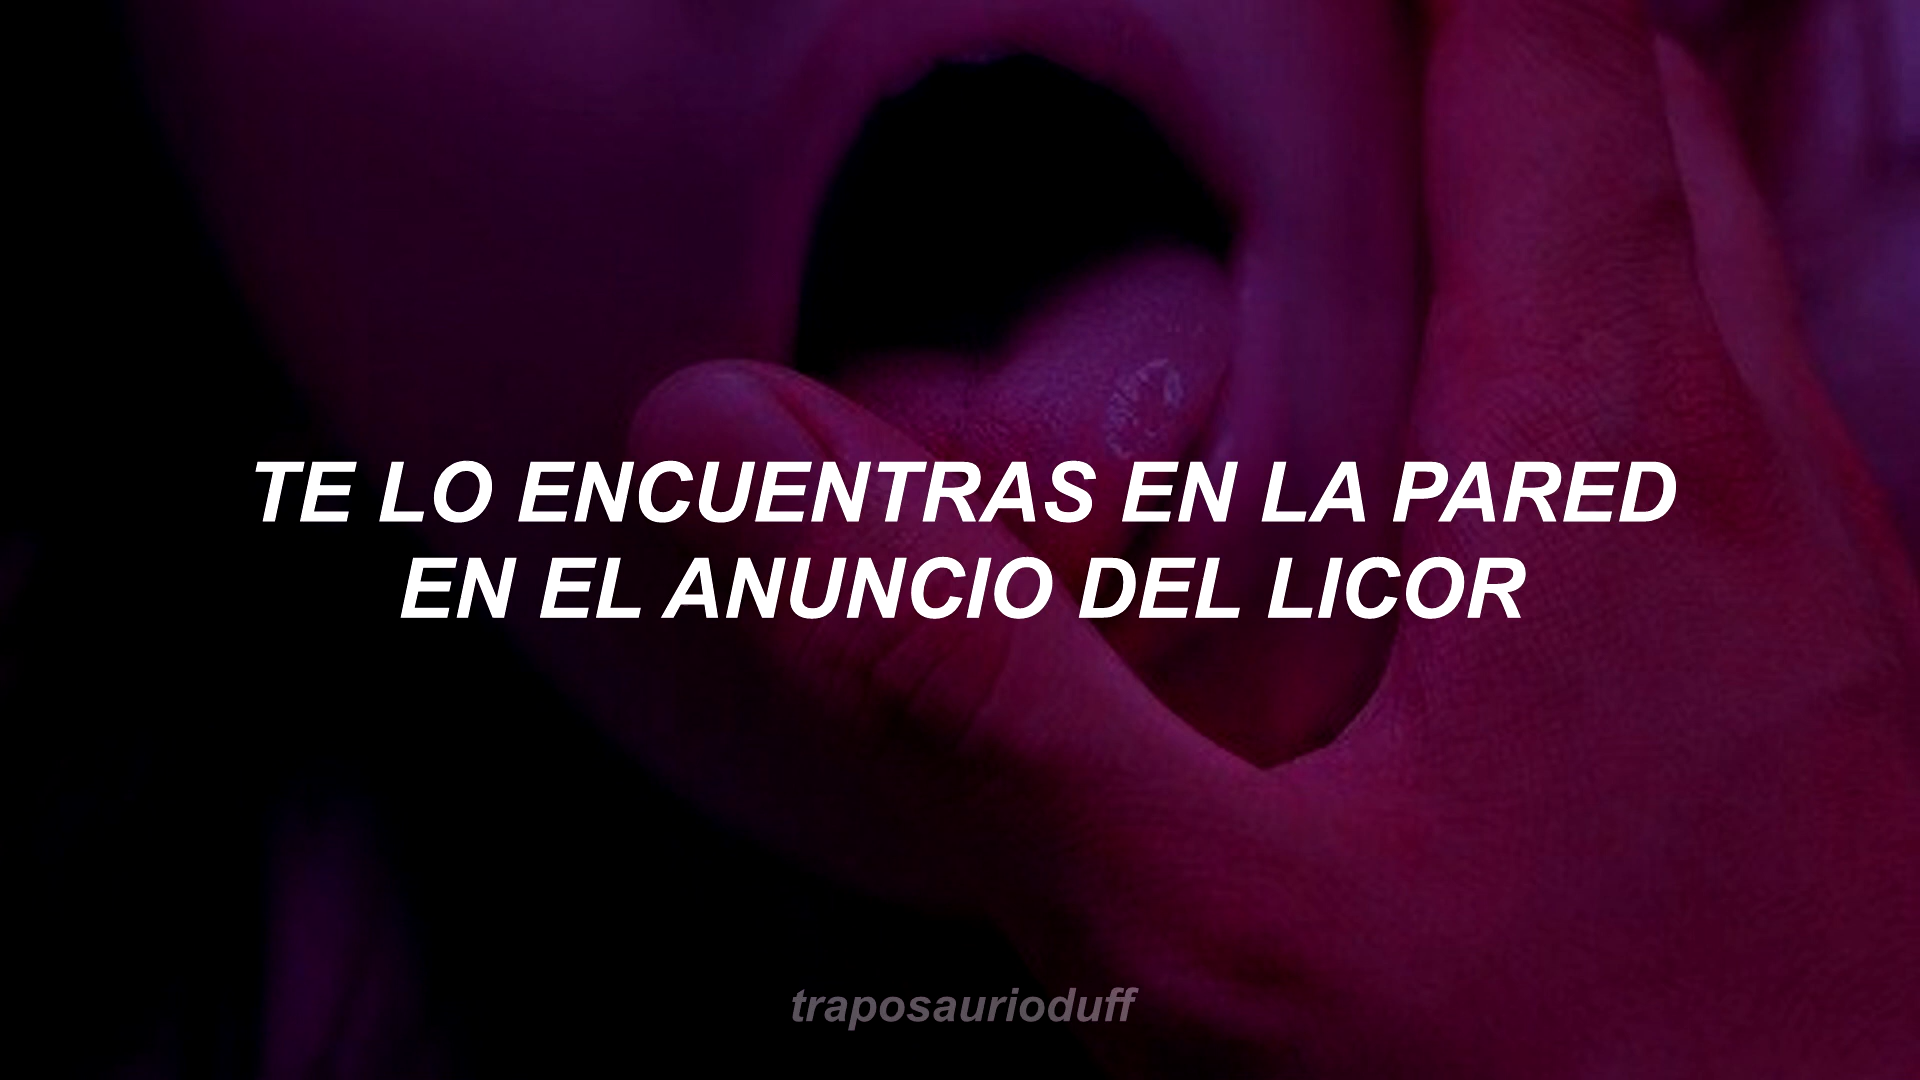 TE LO ENCUENTRAS EN LA PARED
EN EL ANUNCIO DEL LICOR
traposaurioduff